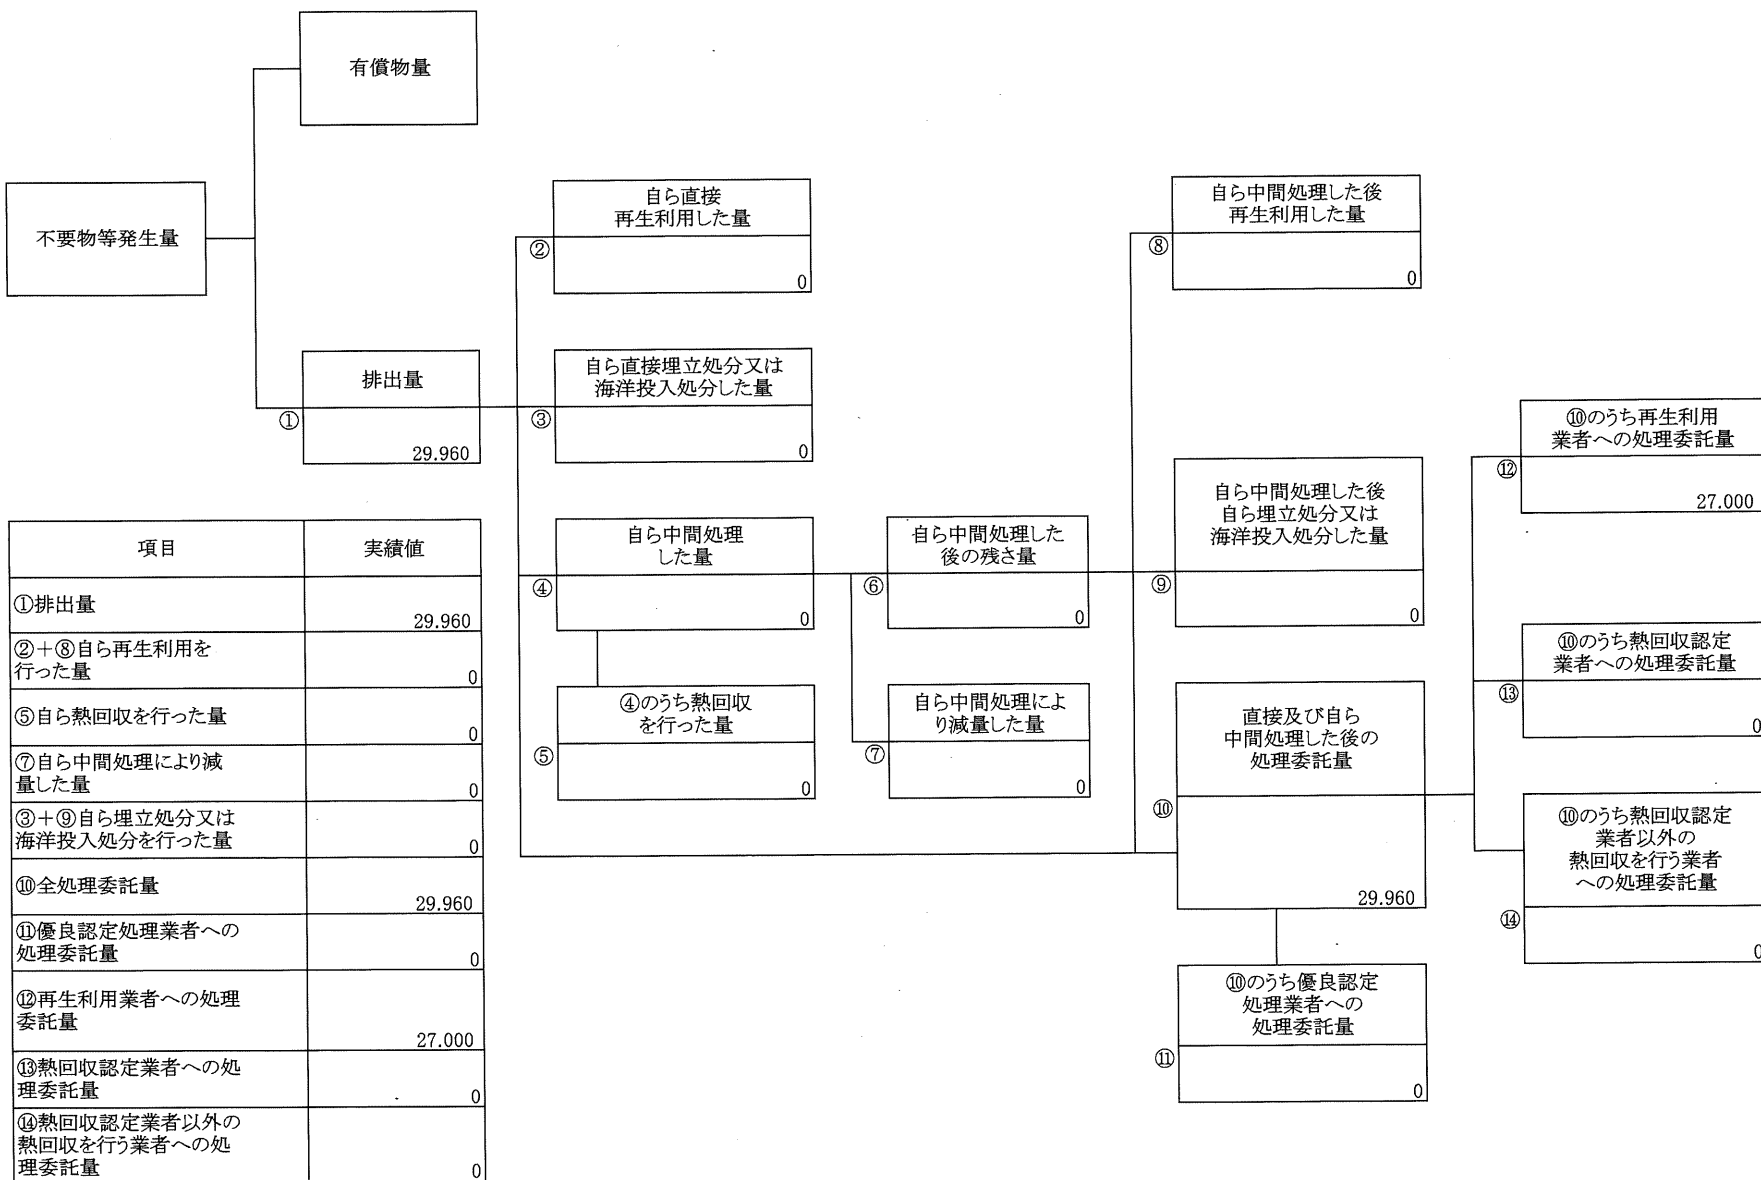 有償物量
不要物等発生量
排出量
①
29.960
自ら直接
再生利用した量
②
0
自ら直接埋立処分又は
海洋投入処分した量
③
0
自ら中間処理
した量
④
0
④のうち熱回収
を行った量
⑤
0
自ら中間処理した
後の残さ量
⑥
0
自ら中間処理によ
り減量した量
⑦
0
自ら中間処理した後
再生利用した量
⑧
0
自ら中間処理した後
自ら埋立処分又は
海洋投入処分した量
⑨
0
直接及び自ら
中間処理した後の
処理委託量
⑩
29.960
⑩のうち優良認定
処理業者への
処理委託量
⑪
0
⑩のうち再生利用
業者への処理委託量
⑫
27.000
⑩のうち熱回収認定
業者への処理委託量
⑬
0
⑩のうち熱回収認定
業者以外の
熱回収を行う業者
への処理委託量
⑭
0
項目 実績値
①排出量
29.960
②+⑧自ら再生利用を
行った量
0
⑤自ら熱回収を行った量
0
⑦自ら中間処理により減
量した量
0
③+⑨自ら埋立処分又は
海洋投入処分を行った量
0
⑩全処理委託量
29.960
⑪優良認定処理業者への
処理委託量
0
⑫再生利用業者への処理
委託量
27.000
⑬熱回収認定業者への処
理委託量
0
⑭熱回収認定業者以外の
熱回収を行う業者への処
理委託量
0